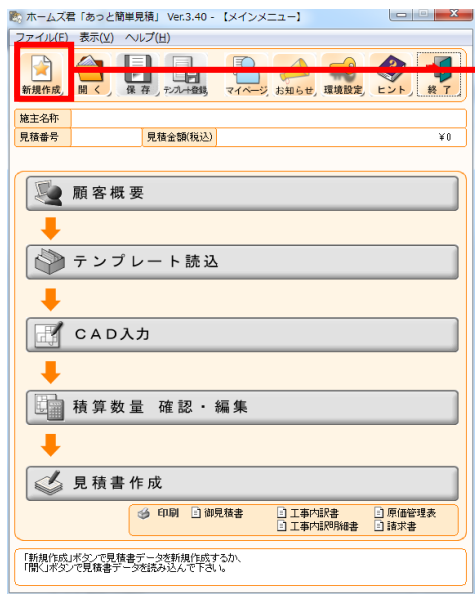 ホームズ君「あっと簡単見積」 Ver.3.40 - 【メインメニュー】
ファイル(F) 表示(V) ヘルプ(H)
新規作成 開く 保存 テンプレート登録 マイページ お知らせ 環境設定 ヒント 終了
施主名称
見積番号 見積金額(税込) ¥0
顧客概要
テンプレート読込
CAD入力
積算数量 確認・編集
見積書作成
印刷 御見積書 工事内訳書 原価管理表
工事内訳明細書 請求書
「新規作成」ボタンで見積書データを新規作成するか、
「開く」ボタンで見積書データを読み込んで下さい。